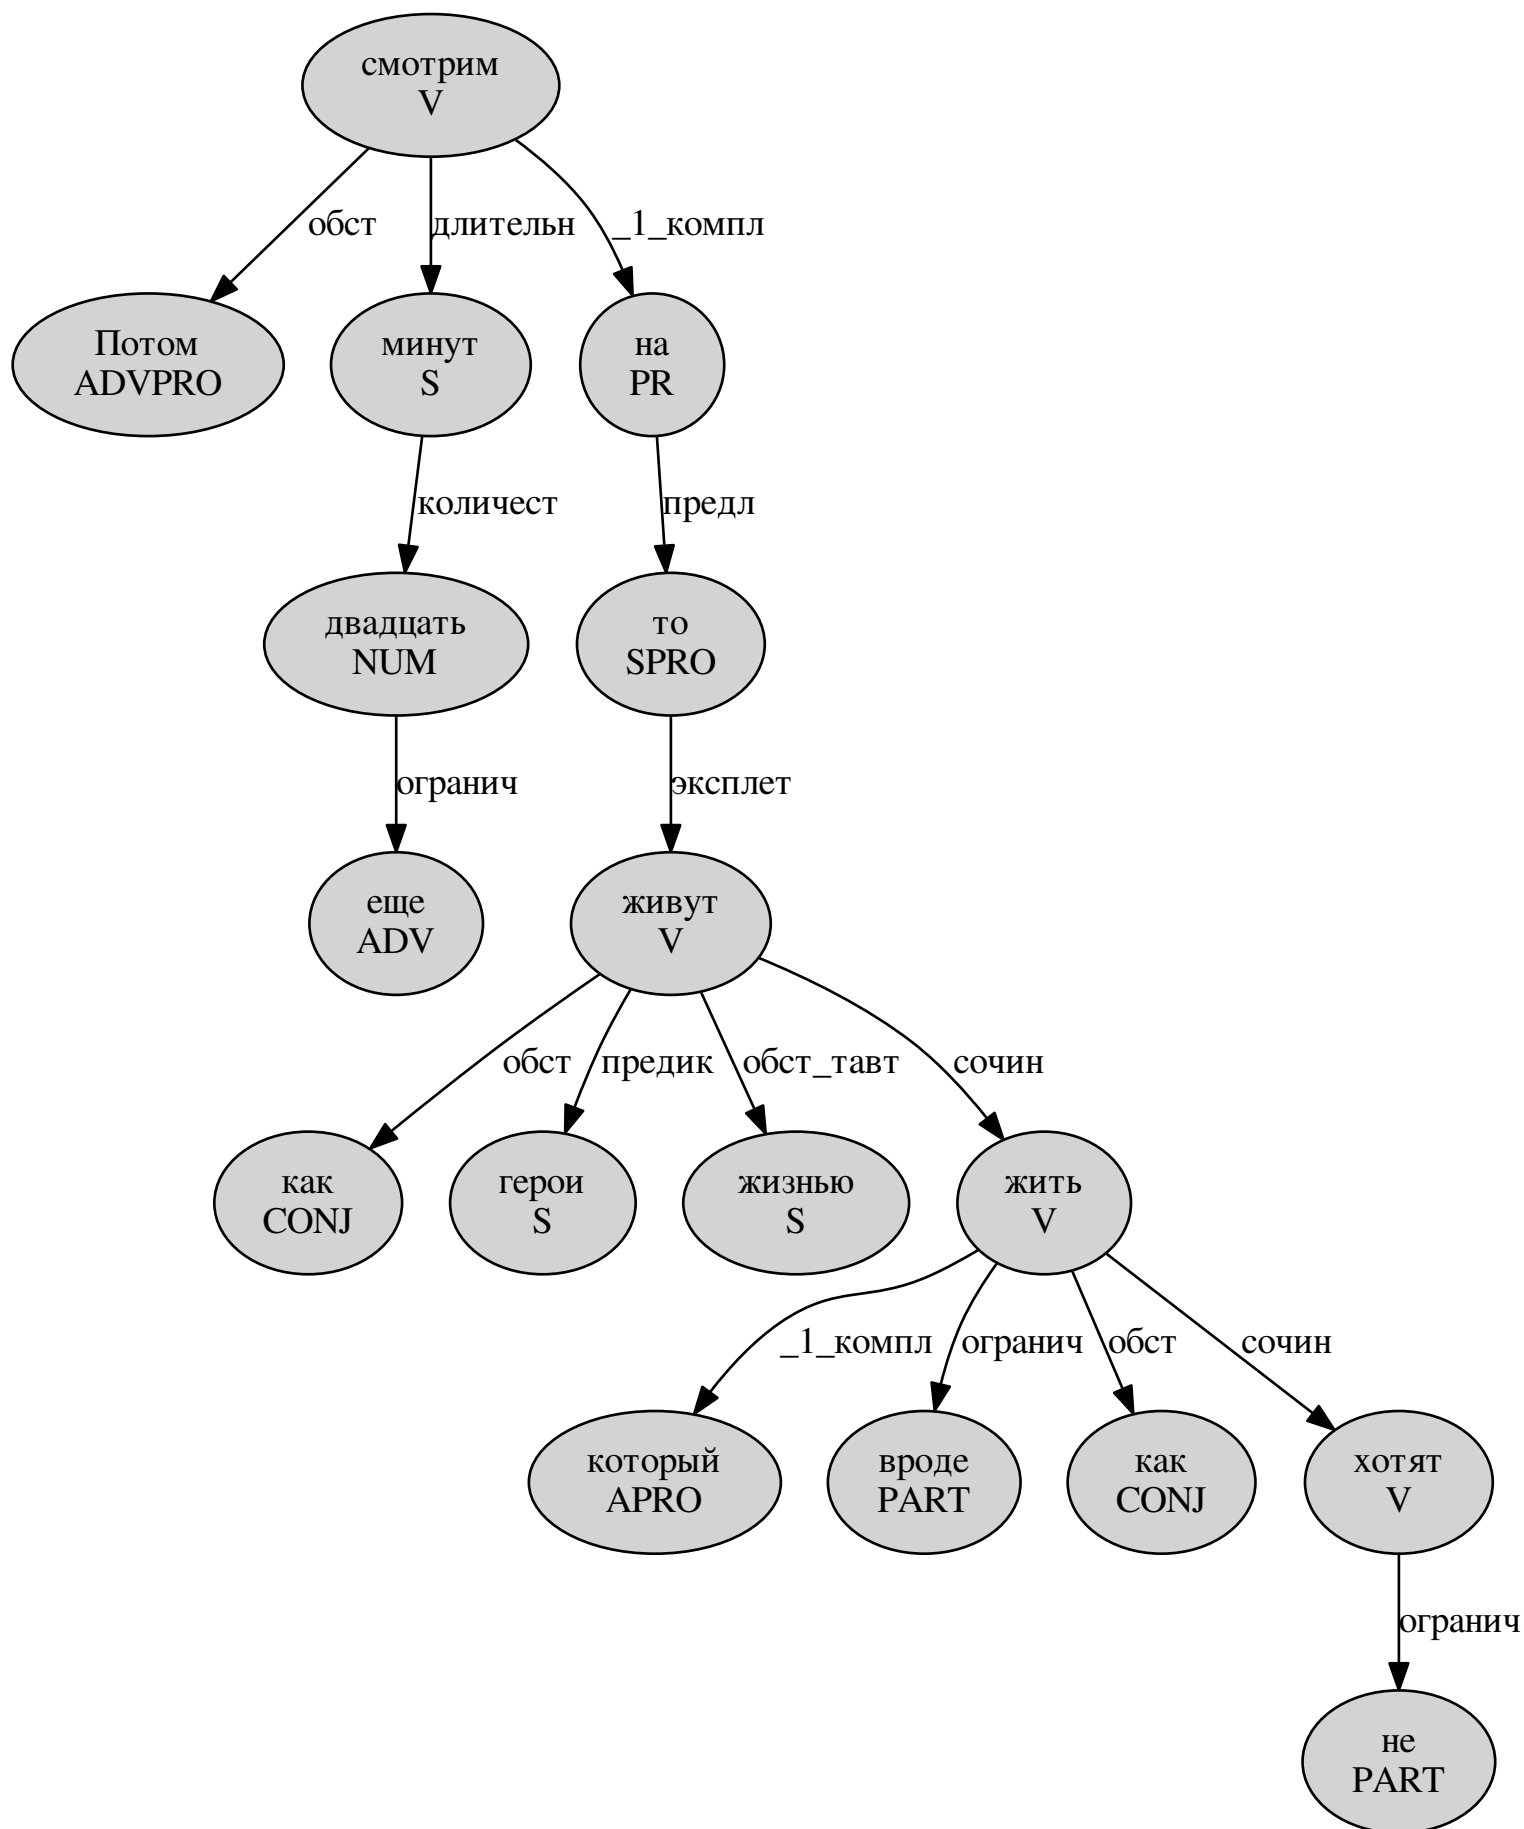 смотрим
V
обст
длительн
_1_компл
Потом
ADVPRO
минут
S
на
PR
количест
предл
двадцать
NUM
то
SPRO
огранич
эксплет
еще
ADV
живут
V
обст
предик
обст_тавт
сочин
как
CONJ
герои
S
жизнью
S
жить
V
_1_компл
огранич
обст
сочин
который
APRO
вроде
PART
как
CONJ
хотят
V
огранич
не
PART